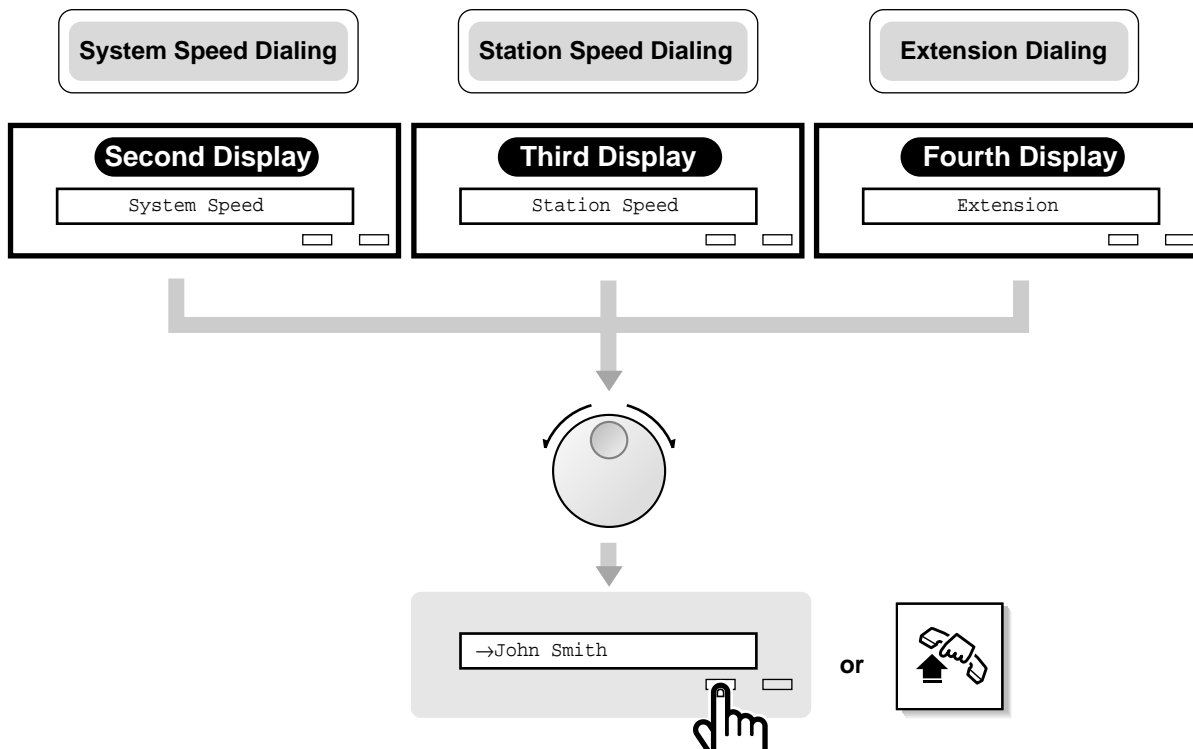 System Speed Dialing
Station Speed Dialing
Extension Dialing
Second Display
Third Display
Fourth Display
System Speed
Station Speed
Extension
→John Smith
or